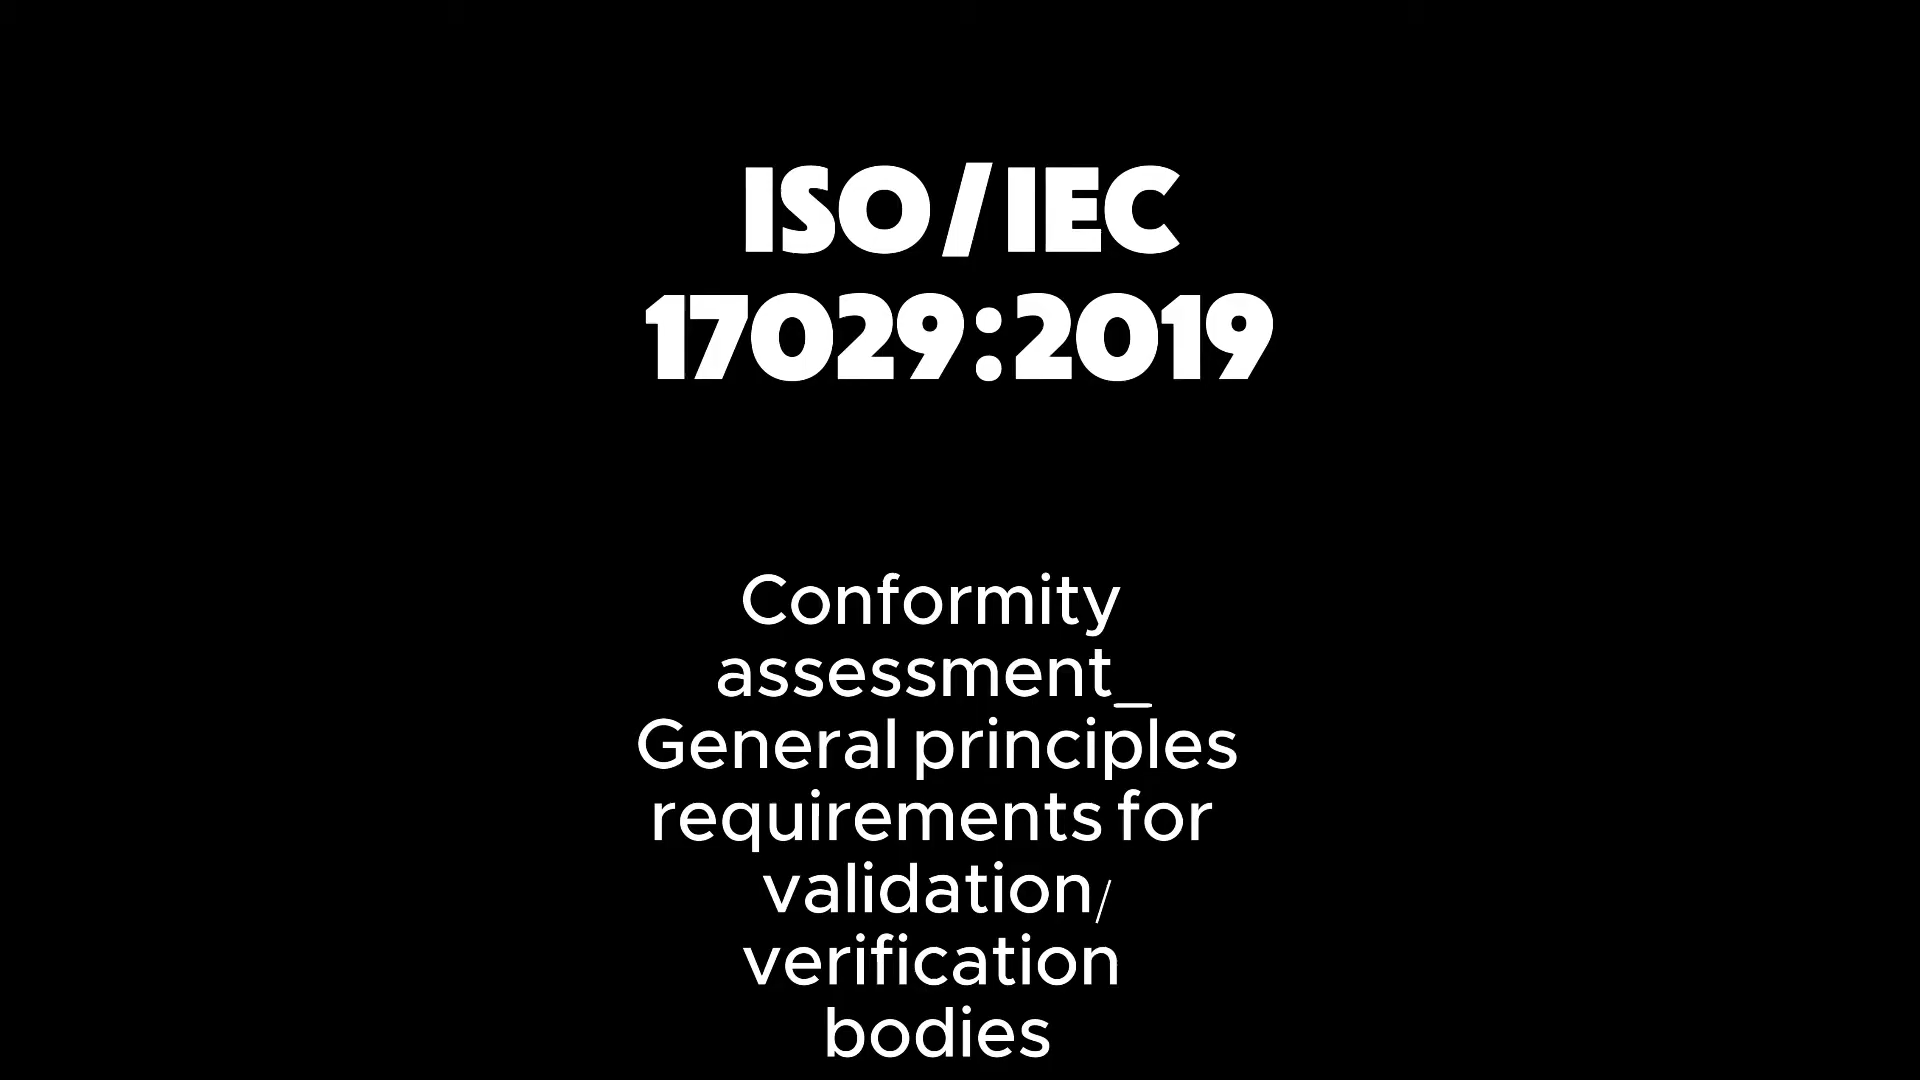 ISO/IEC
17029:2019
Conformity
assessment_
General principles
requirements for
validation/
verification
bodies